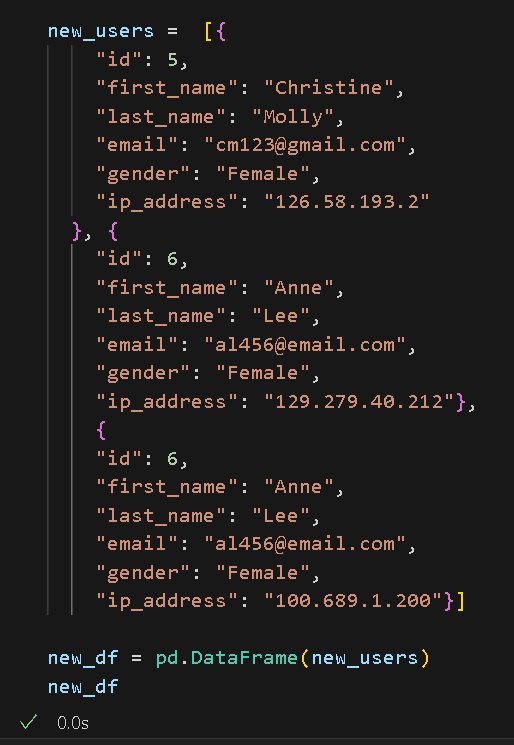 new_users =  [{
"id": 5,
"first_name": "Christine",
"last_name": "Molly",
"email": "cm123@gmail.com",
"gender": "Female",
"ip_address": "126.58.193.2"
}, {
"id": 6,
"first_name": "Anne",
"last_name": "Lee",
"email": "al456@email.com",
"gender": "Female",
"ip_address": "129.279.40.212"},
{
"id": 6,
"first_name": "Anne",
"last_name": "Lee",
"email": "al456@email.com",
"gender": "Female",
"ip_address": "100.689.1.200"}]
new_df = pd.DataFrame(new_users)
new_df
0.0s